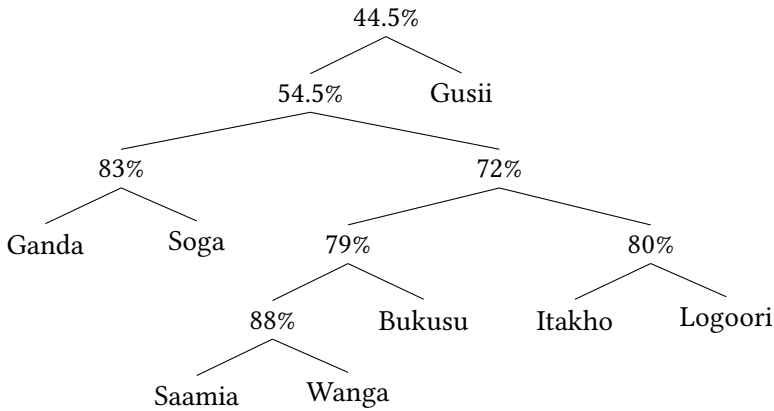 44.5%
54.5% Gusii
83% 72%
Ganda Soga 79% 80%
88% Bukusu Itakho Logoori
Saamia Wanga